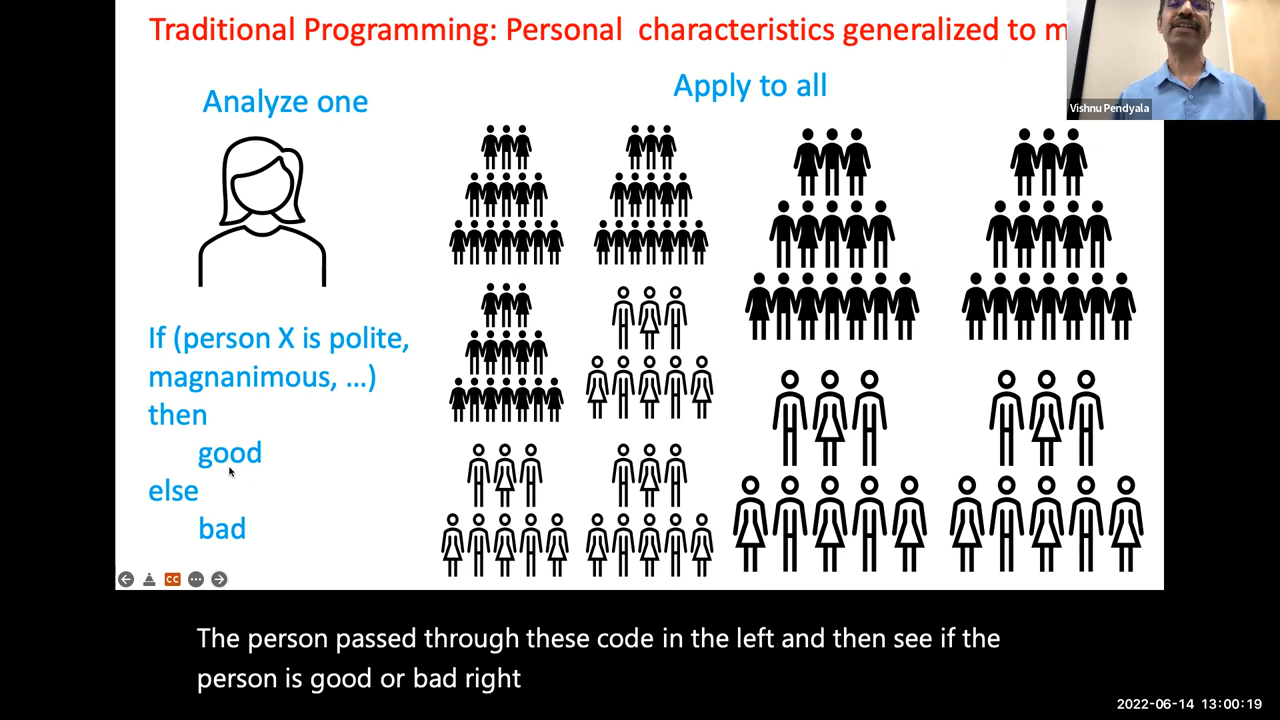 Traditional Programming: Personal characteristics generalized to
Vishnu Pendyala
Analyze one
Apply to all
If (person X is polite,
magnanimous, ...)
then
good
else
bad
CC
The person passed through these code in the left and then see if the
person is good or bad right
2022-06-14 13:00:19